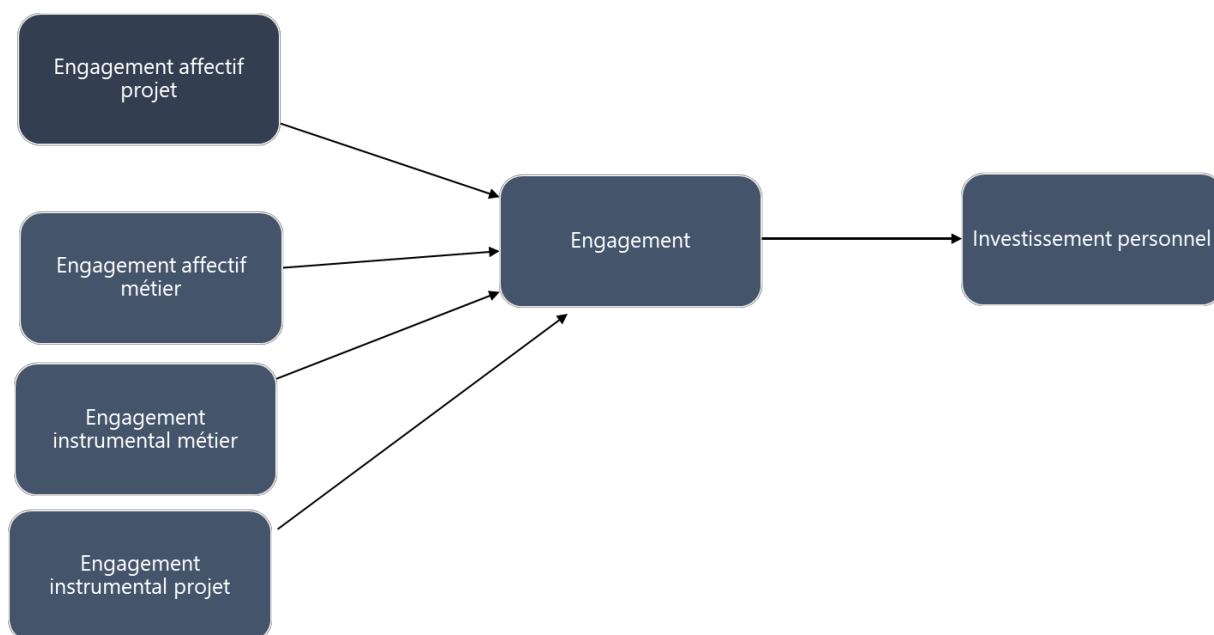 Engagement affectif
projet
Engagement affectif
métier
Engagement
instrumental métier
Engagement
instrumental projet
Engagement
Investissement personnel